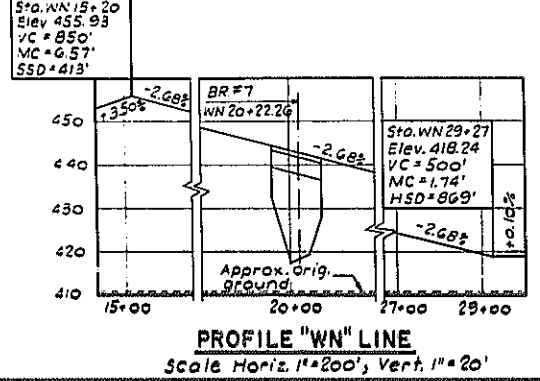 Sta. WN 15+20
Elev 455.93
VC = 850'
MC = 6.57'
SSD = 413'
+3.50%
-2.68%
BR #7
WN 20+22.26
-2.68%
Sta. WN 29+27
Elev. 418.24
VC = 500'
MC = 1.74'
HSD = 869'
-2.68%
+0.10%
450
440
430
420
410
Approx. orig.
ground
15+00
20+00
27+00
29+00
PROFILE "WN" LINE
Scale Horiz. 1"=200', Vert. 1"=20'